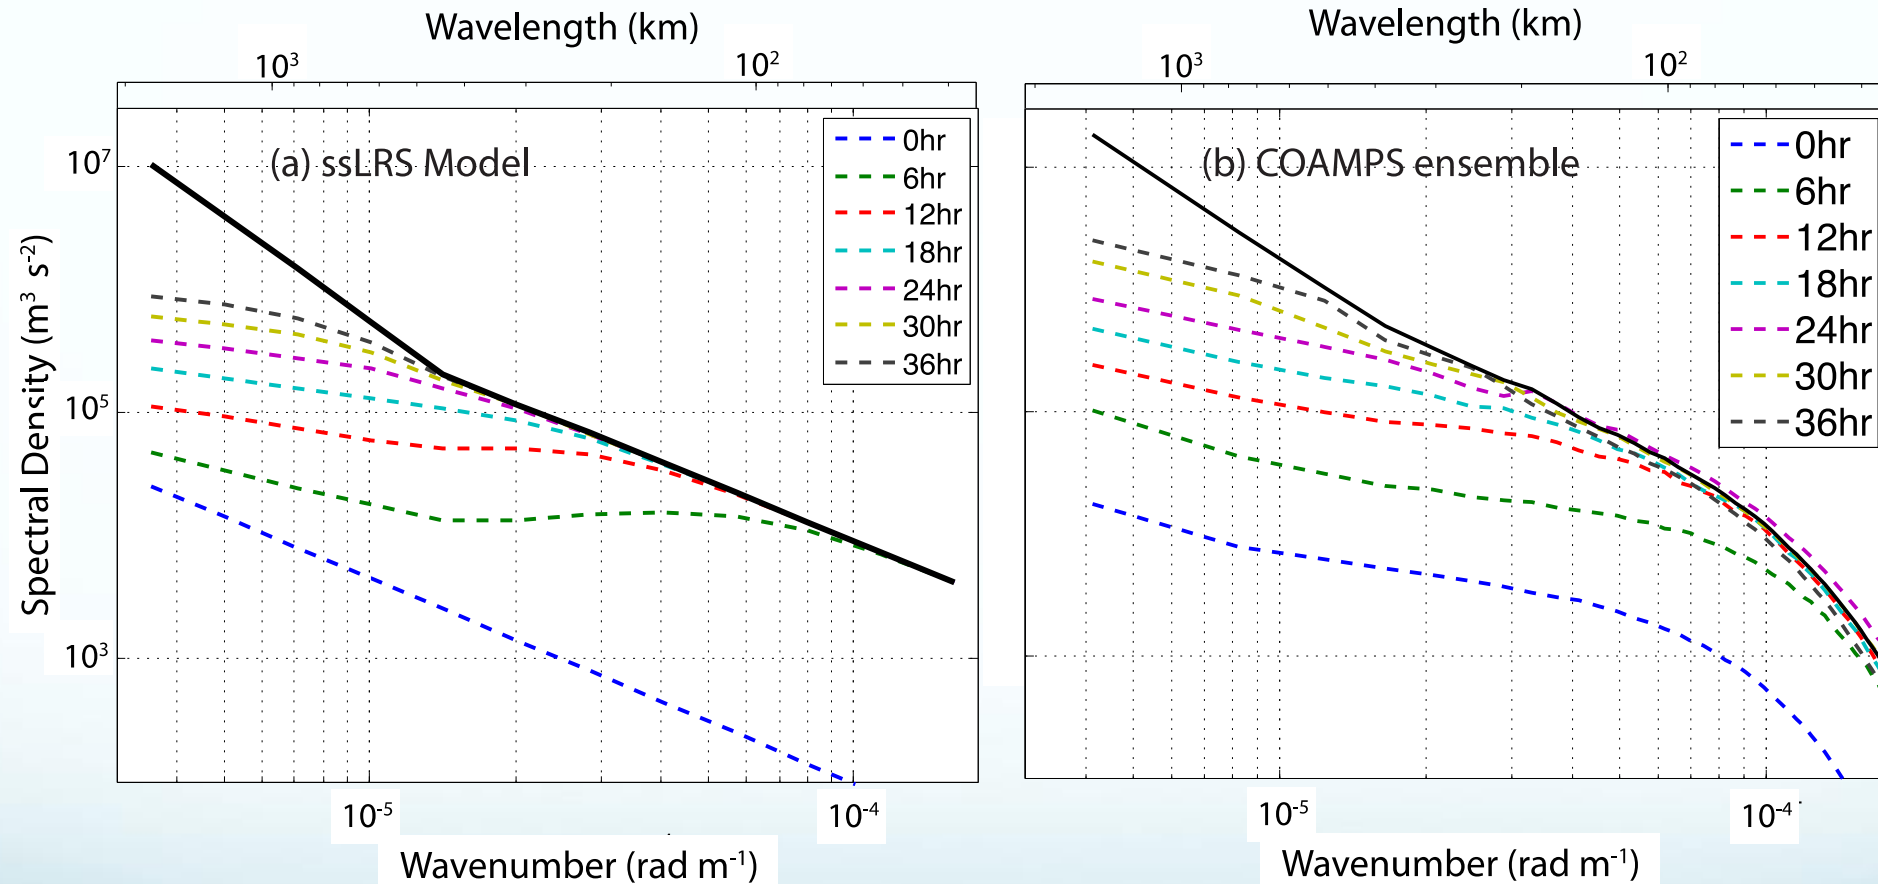 Wavelength (km)
10³ 10²
(a) ssLRS Model
0hr
6hr
12hr
18hr
24hr
30hr
36hr
10⁷
10⁵
10³
Spectral Density (m³ s⁻²)
10⁻⁵ 10⁻⁴
Wavenumber (rad m⁻¹)
Wavelength (km)
10³ 10²
(b) COAMPS ensemble
0hr
6hr
12hr
18hr
24hr
30hr
36hr
10⁻⁵ 10⁻⁴
Wavenumber (rad m⁻¹)